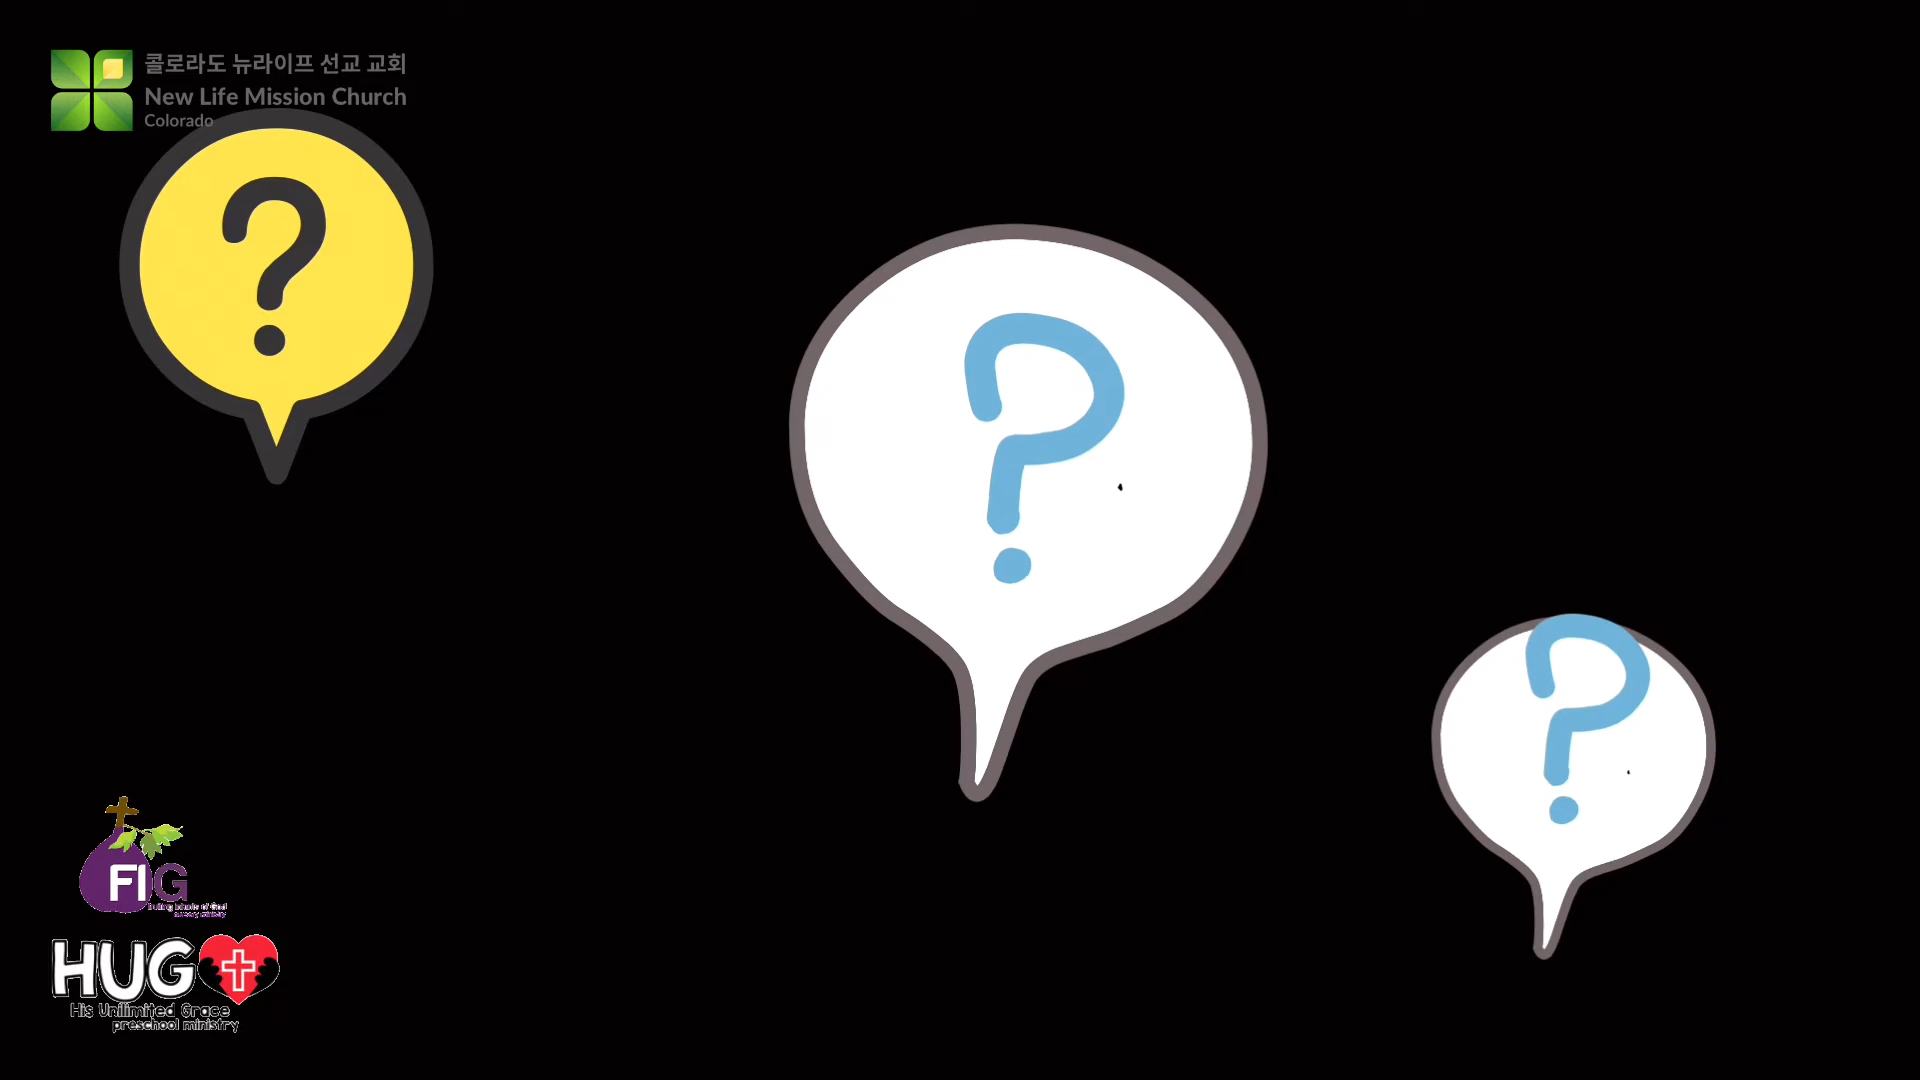 콜로라도 뉴라이프 선교 교회
New Life Mission Church
Colorado
?
?
?
FIG
HUG
His Unlimited Grace
preschool ministry